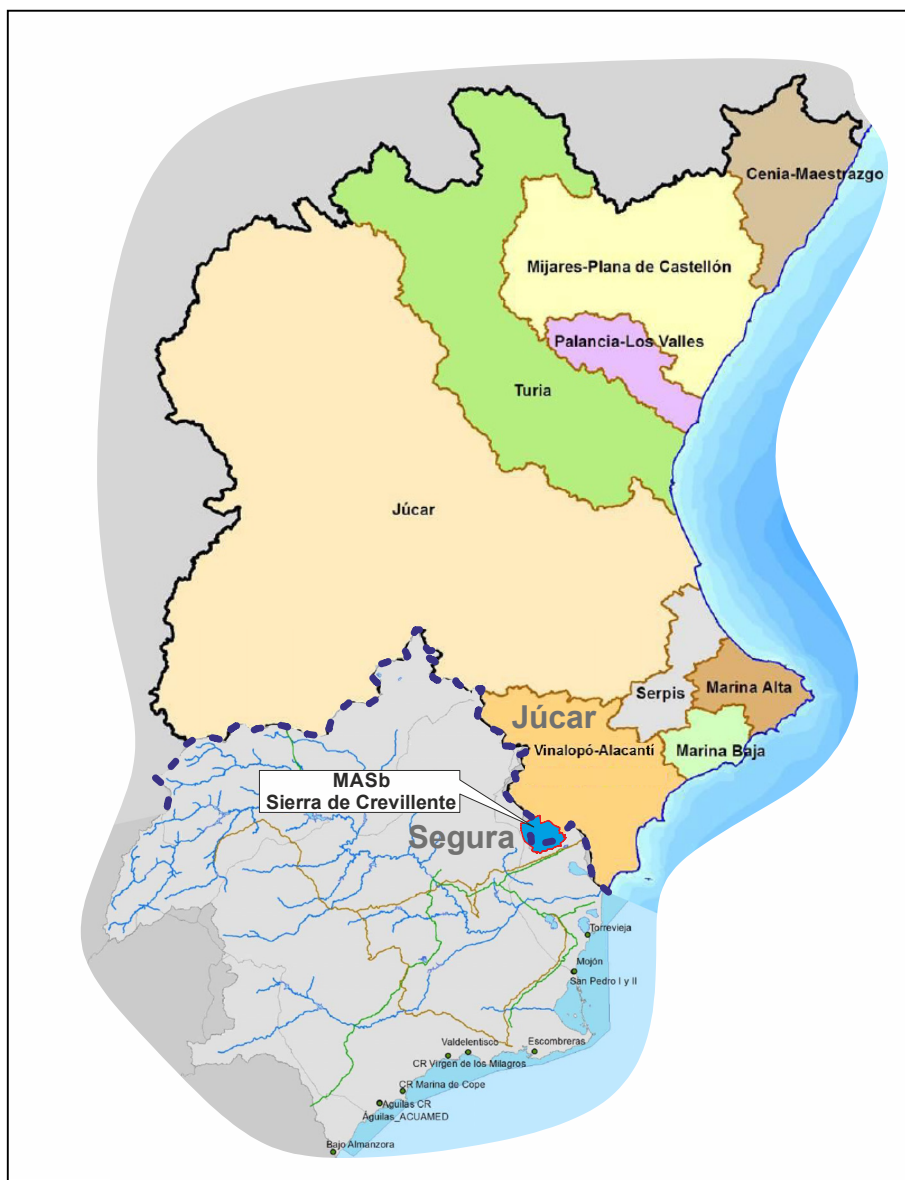 Cenia-Maestrazgo
Mijares-Plana de Castellón
Palancia-Los Valles
Turia
Júcar
Serpis
Marina Alta
Júcar
Vinalopó-Alacantí
Marina Baja
MASb
Sierra de Crevillente
Segura
Torrevieja
Mojón
San Pedro I y II
Valdelentisco
Escombreras
CR Virgen de los Milagros
CR Marina de Cope
Aguilas CR
Águilas_ACUAMED
Bajo Almanzora